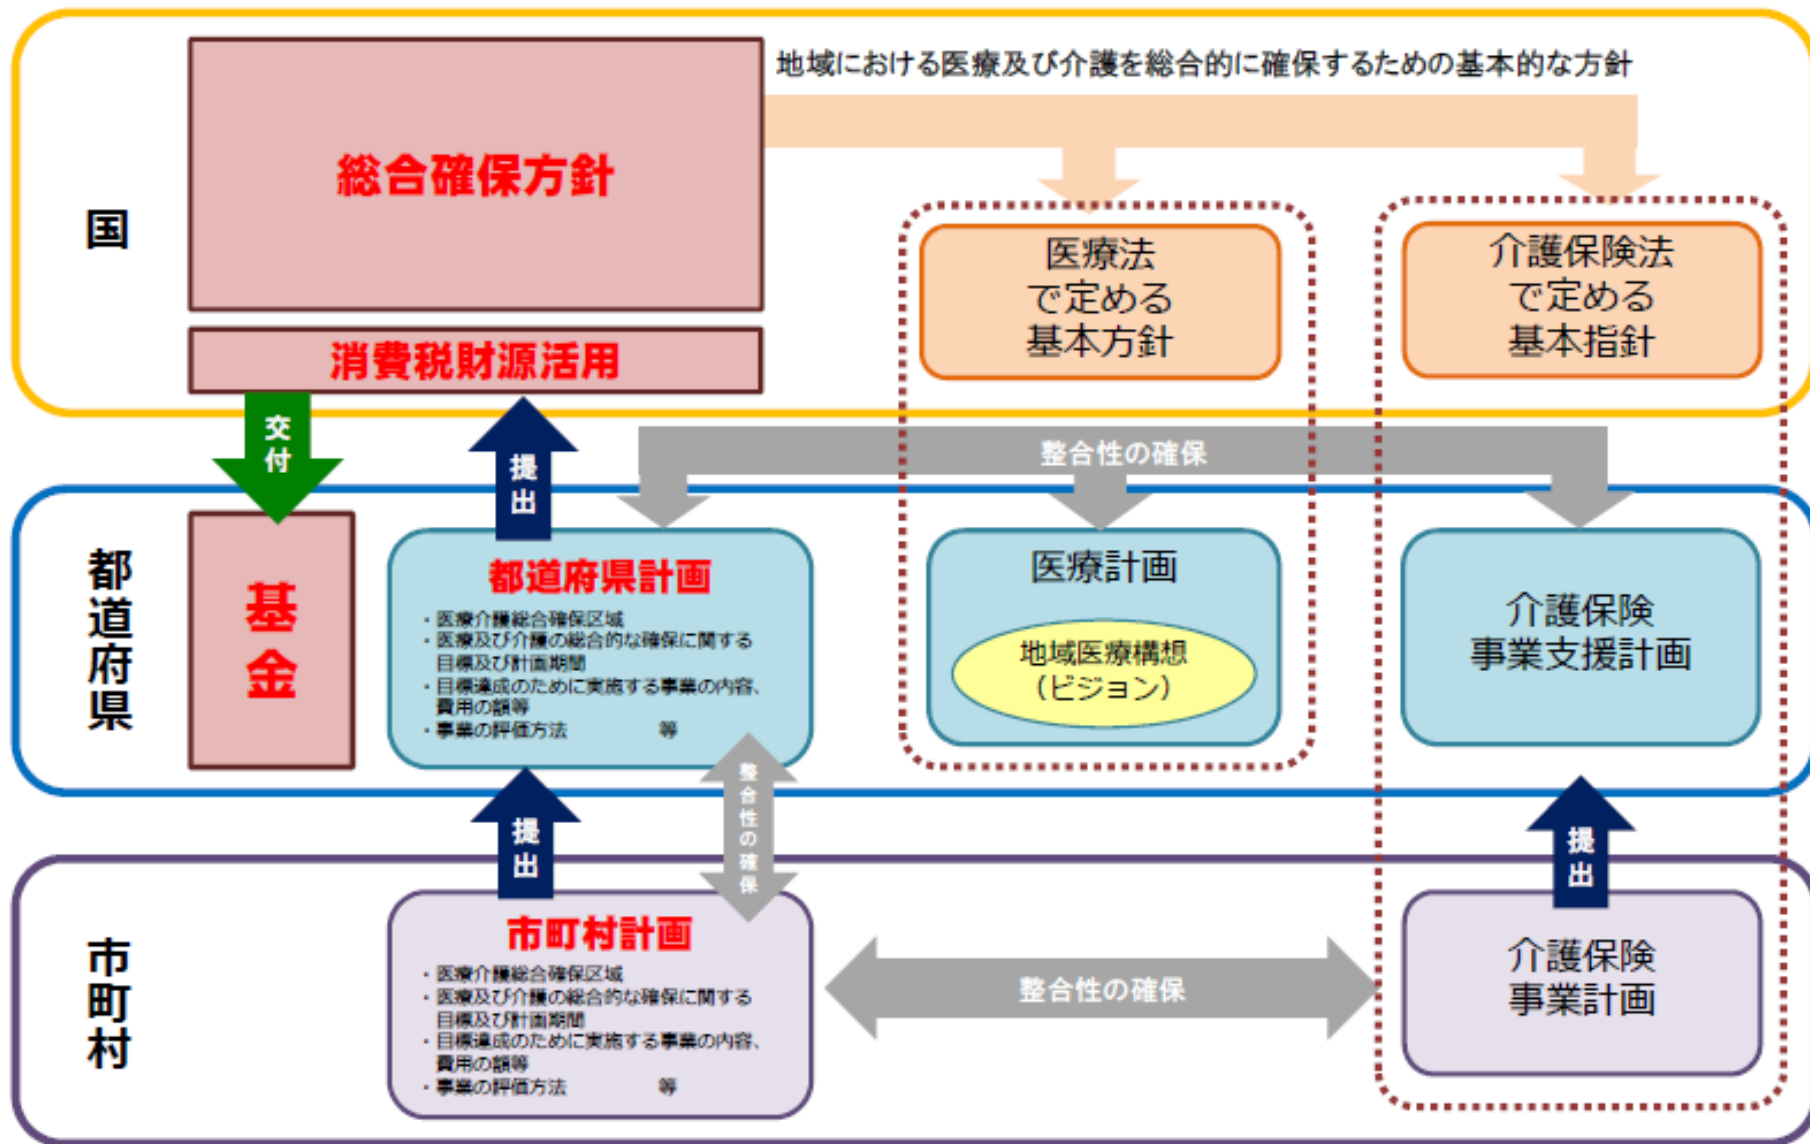 地域における医療及び介護を総合的に確保するための基本的な方針
総合確保方針
国
医療法
で定める
基本方針
介護保険法
で定める
基本指針
消費税財源活用
交付
提出
整合性の確保
都道府県
基金
都道府県計画
・医療介護総合確保区域
・医療及び介護の総合的な確保に関する
目標及び計画期間
・目標達成のために実施する事業の内容、
費用の額等
・事業の評価方法　　　　　等
医療計画
地域医療構想
（ビジョン）
介護保険
事業支援計画
提出
整合性の確保
提出
市町村
市町村計画
・医療介護総合確保区域
・医療及び介護の総合的な確保に関する
目標及び計画期間
・目標達成のために実施する事業の内容、
費用の額等
・事業の評価方法　　　　　等
整合性の確保
介護保険
事業計画